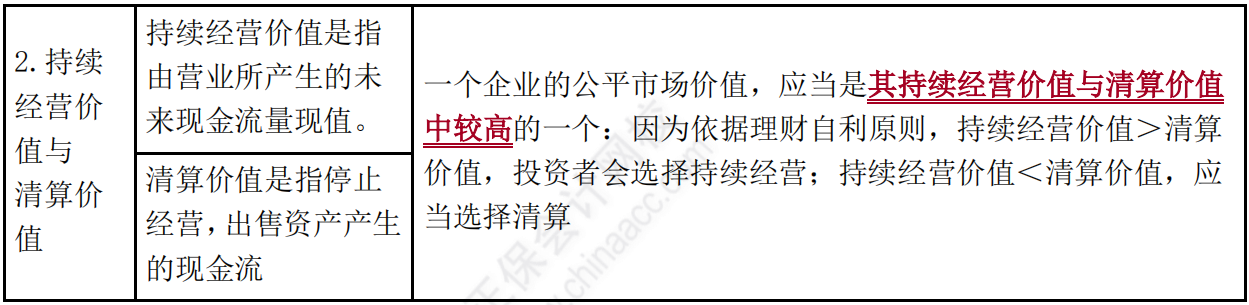 2.持续
经营价
值与
清算价
值
持续经营价值是指
由营业所产生的未
来现金流量现值。
清算价值是指停止
经营，出售资产产生
的现金流
一个企业的公平市场价值，应当是其持续经营价值与清算价值
中较高的一个：因为依据理财自利原则，持续经营价值＞清算
价值，投资者会选择持续经营；持续经营价值＜清算价值，应
当选择清算
正保会计网校
www.chinaacc.com